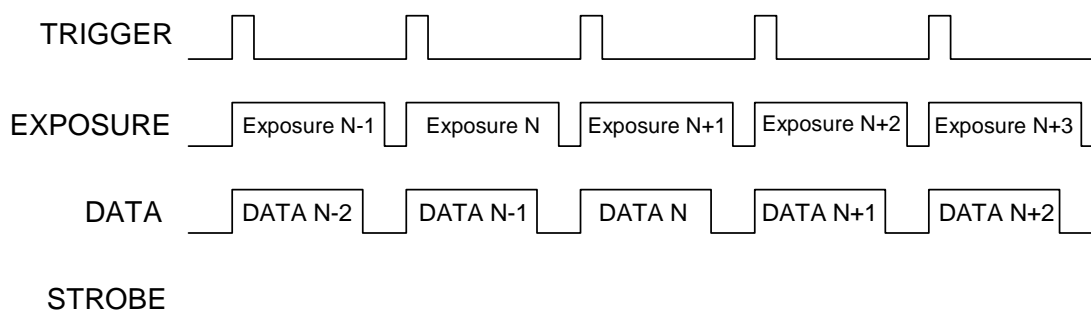 TRIGGER
EXPOSURE Exposure N-1 Exposure N Exposure N+1 Exposure N+2 Exposure N+3
DATA DATA N-2 DATA N-1 DATA N DATA N+1 DATA N+2
STROBE